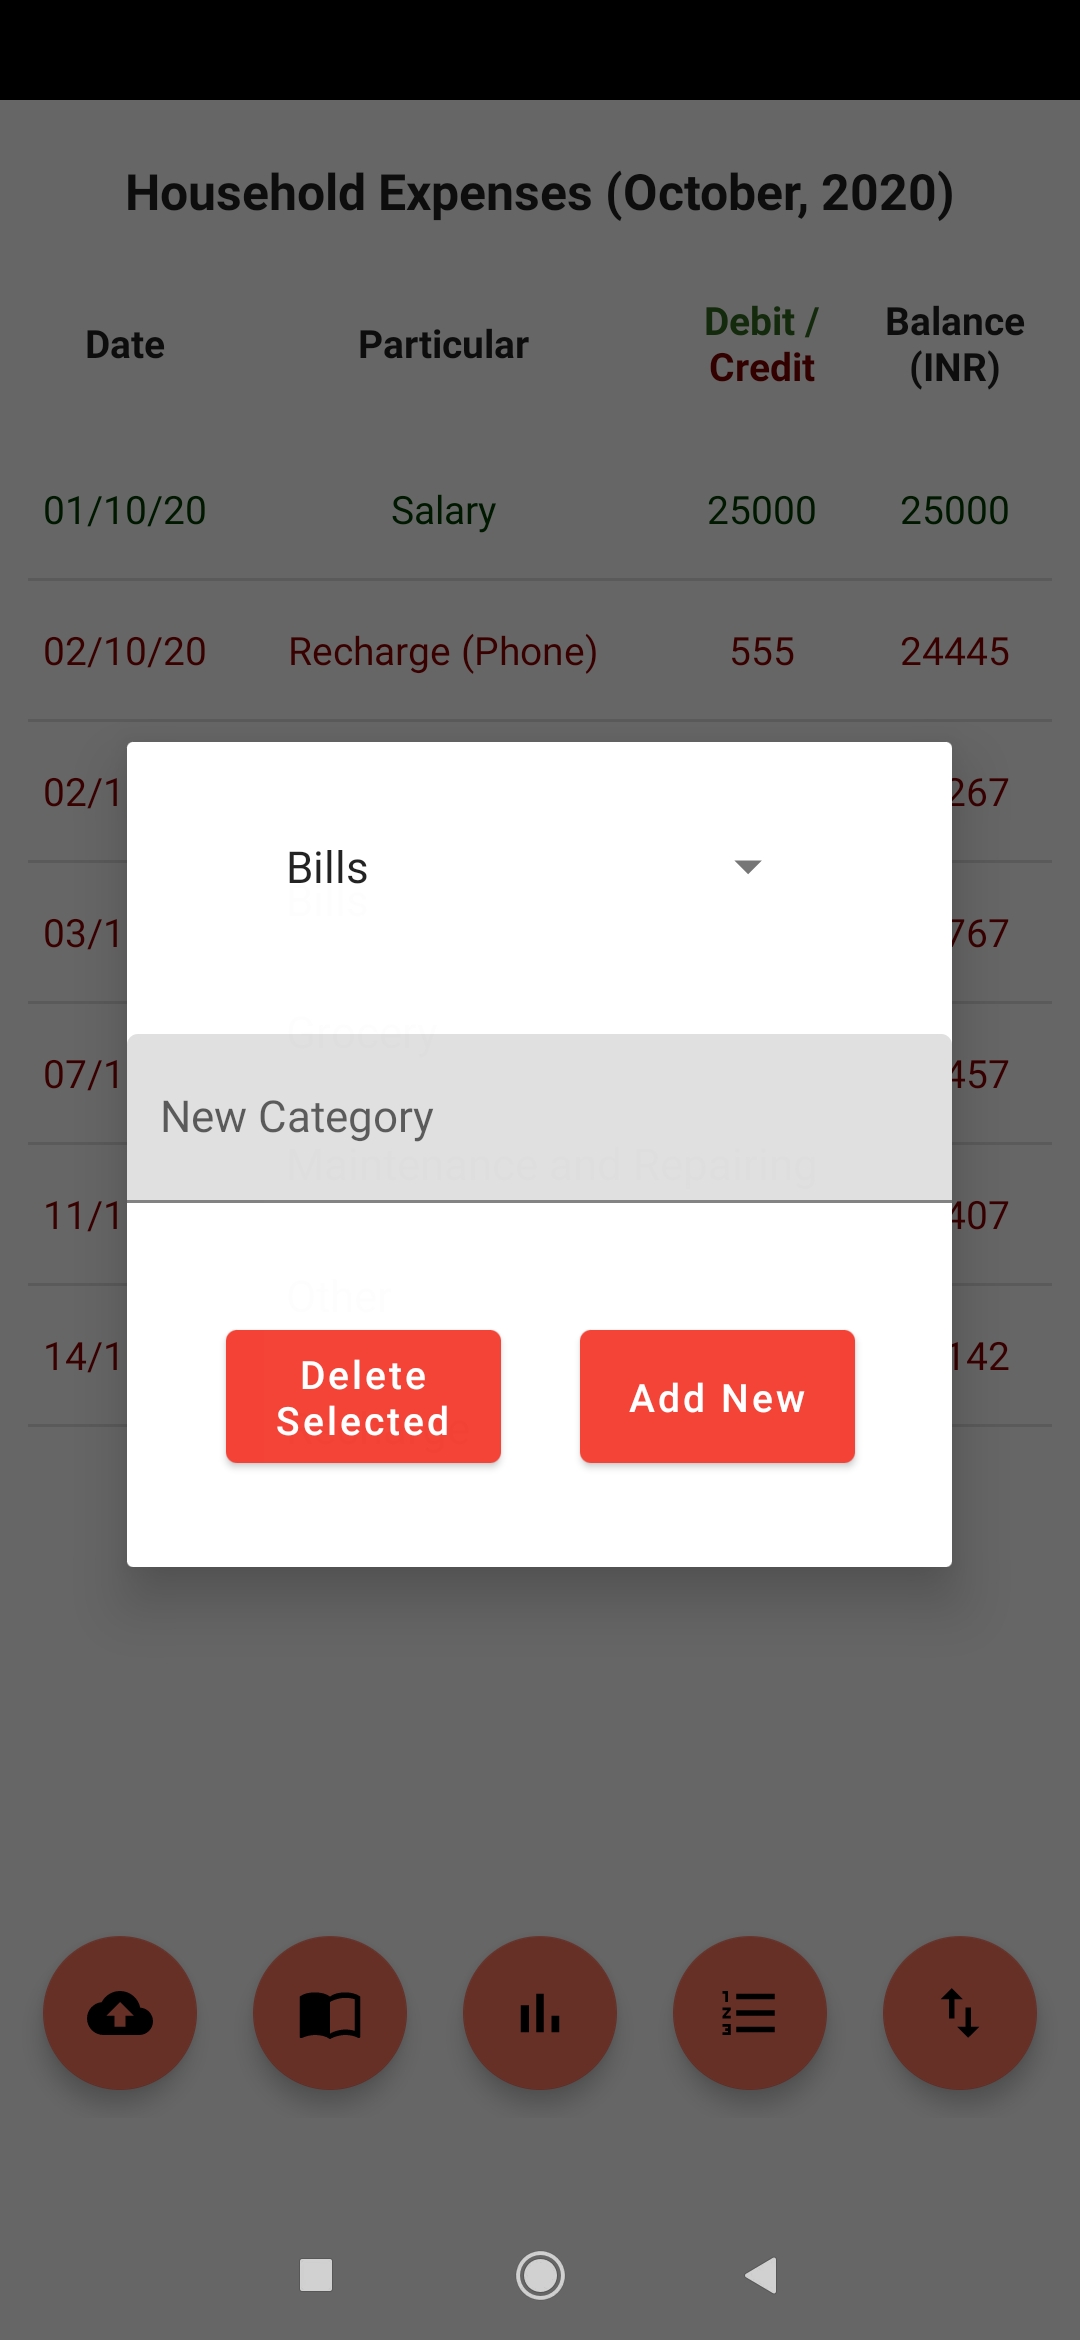 Household Expenses (October, 2020)
Date Particular Debit / Credit Balance (INR)
01/10/20 Salary 25000 25000
02/10/20 Recharge (Phone) 555 24445
02/1 267
Bills
Bills
03/1 767
Grocery
07/1 457
New Category
Maintenance and Repairing
11/1 407
Other
14/1 142
Delete
Selected
Add New